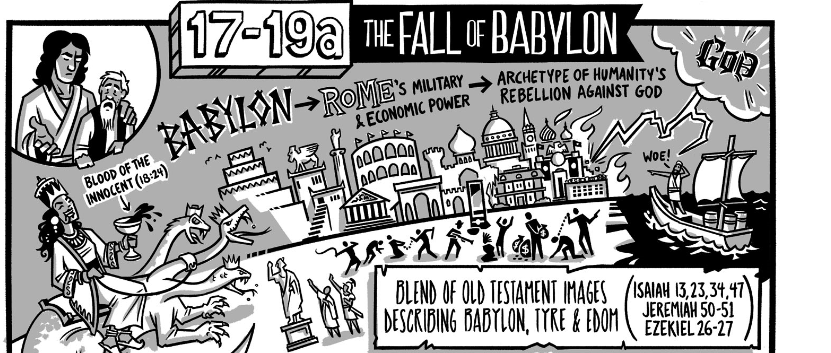 17-19a THE FALL OF BABYLON
GOD
BABYLON → ROME'S MILITARY
& ECONOMIC POWER
→ ARCHETYPE OF HUMANITY'S
REBELLION AGAINST GOD
WOE!
BLOOD OF THE
INNOCENT (18:24)
$
BLEND OF OLD TESTAMENT IMAGES
DESCRIBING BABYLON, TYRE & EDOM
(ISAIAH 13, 23, 34, 47
JEREMIAH 50-51
EZEKIEL 26-27)